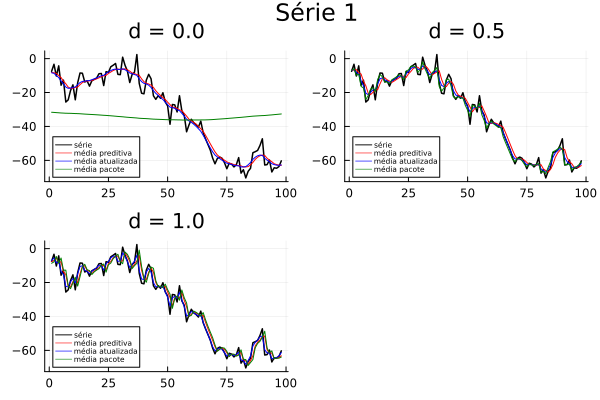 Série 1
d = 0.0
0
−20
−40
−60
série
média preditiva
média atualizada
média pacote
0 25 50 75 100
d = 0.5
0
−20
−40
−60
série
média preditiva
média atualizada
média pacote
0 25 50 75 100
d = 1.0
0
−20
−40
−60
série
média preditiva
média atualizada
média pacote
0 25 50 75 100